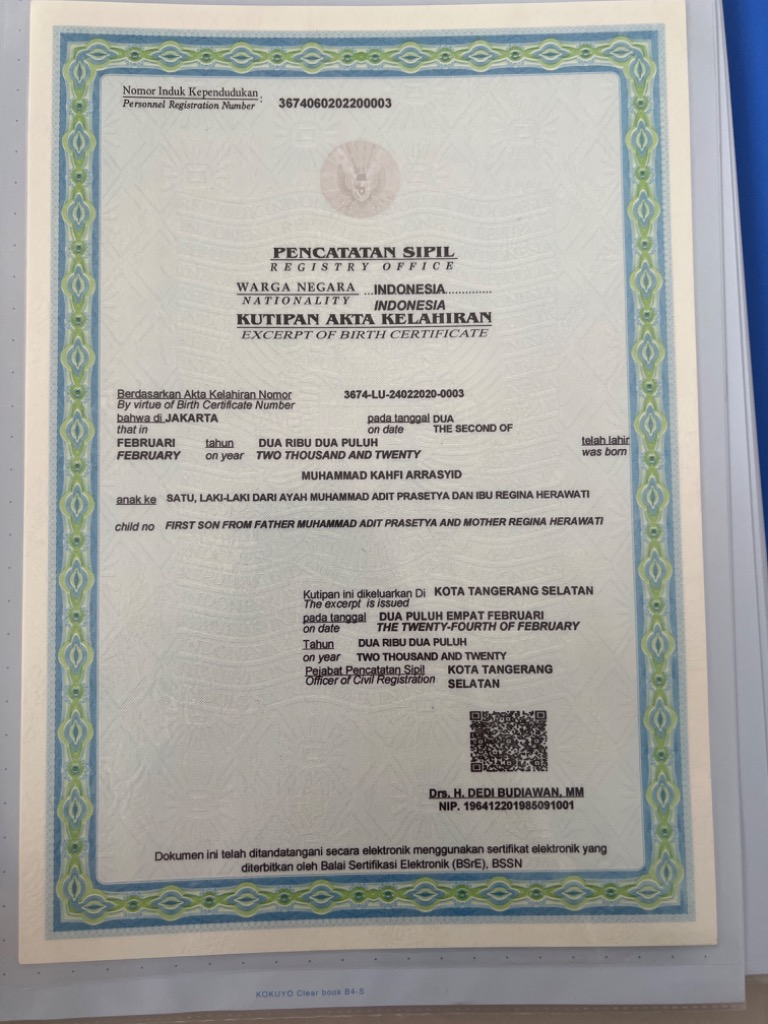 Nomor Induk Kependudukan : 3674060202200003
Personnel Registration Number
PENCATATAN SIPIL
REGISTRY OFFICE
WARGA NEGARA ...INDONESIA..............
NATIONALITY INDONESIA
KUTIPAN AKTA KELAHIRAN
EXCERPT OF BIRTH CERTIFICATE
Berdasarkan Akta Kelahiran Nomor 3674-LU-24022020-0003
By virtue of Birth Certificate Number
bahwa di JAKARTA pada tanggal DUA
that in on date THE SECOND OF
FEBRUARI tahun DUA RIBU DUA PULUH telah lahir
FEBRUARY on year TWO THOUSAND AND TWENTY was born
MUHAMMAD KAHFI ARRASYID
anak ke SATU, LAKI-LAKI DARI AYAH MUHAMMAD ADIT PRASETYA DAN IBU REGINA HERAWATI
child no FIRST SON FROM FATHER MUHAMMAD ADIT PRASETYA AND MOTHER REGINA HERAWATI
Kutipan ini dikeluarkan Di KOTA TANGERANG SELATAN
The excerpt is issued
pada tanggal DUA PULUH EMPAT FEBRUARI
on date THE TWENTY-FOURTH OF FEBRUARY
Tahun DUA RIBU DUA PULUH
on year TWO THOUSAND AND TWENTY
Pejabat Pencatatan Sipil KOTA TANGERANG
Officer of Civil Registration SELATAN
Drs. H. DEDI BUDIAWAN, MM
NIP. 196412201985091001
Dokumen ini telah ditandatangani secara elektronik menggunakan sertifikat elektronik yang
diterbitkan oleh Balai Sertifikasi Elektronik (BSrE), BSSN
KOKUYO Clear book B4-S